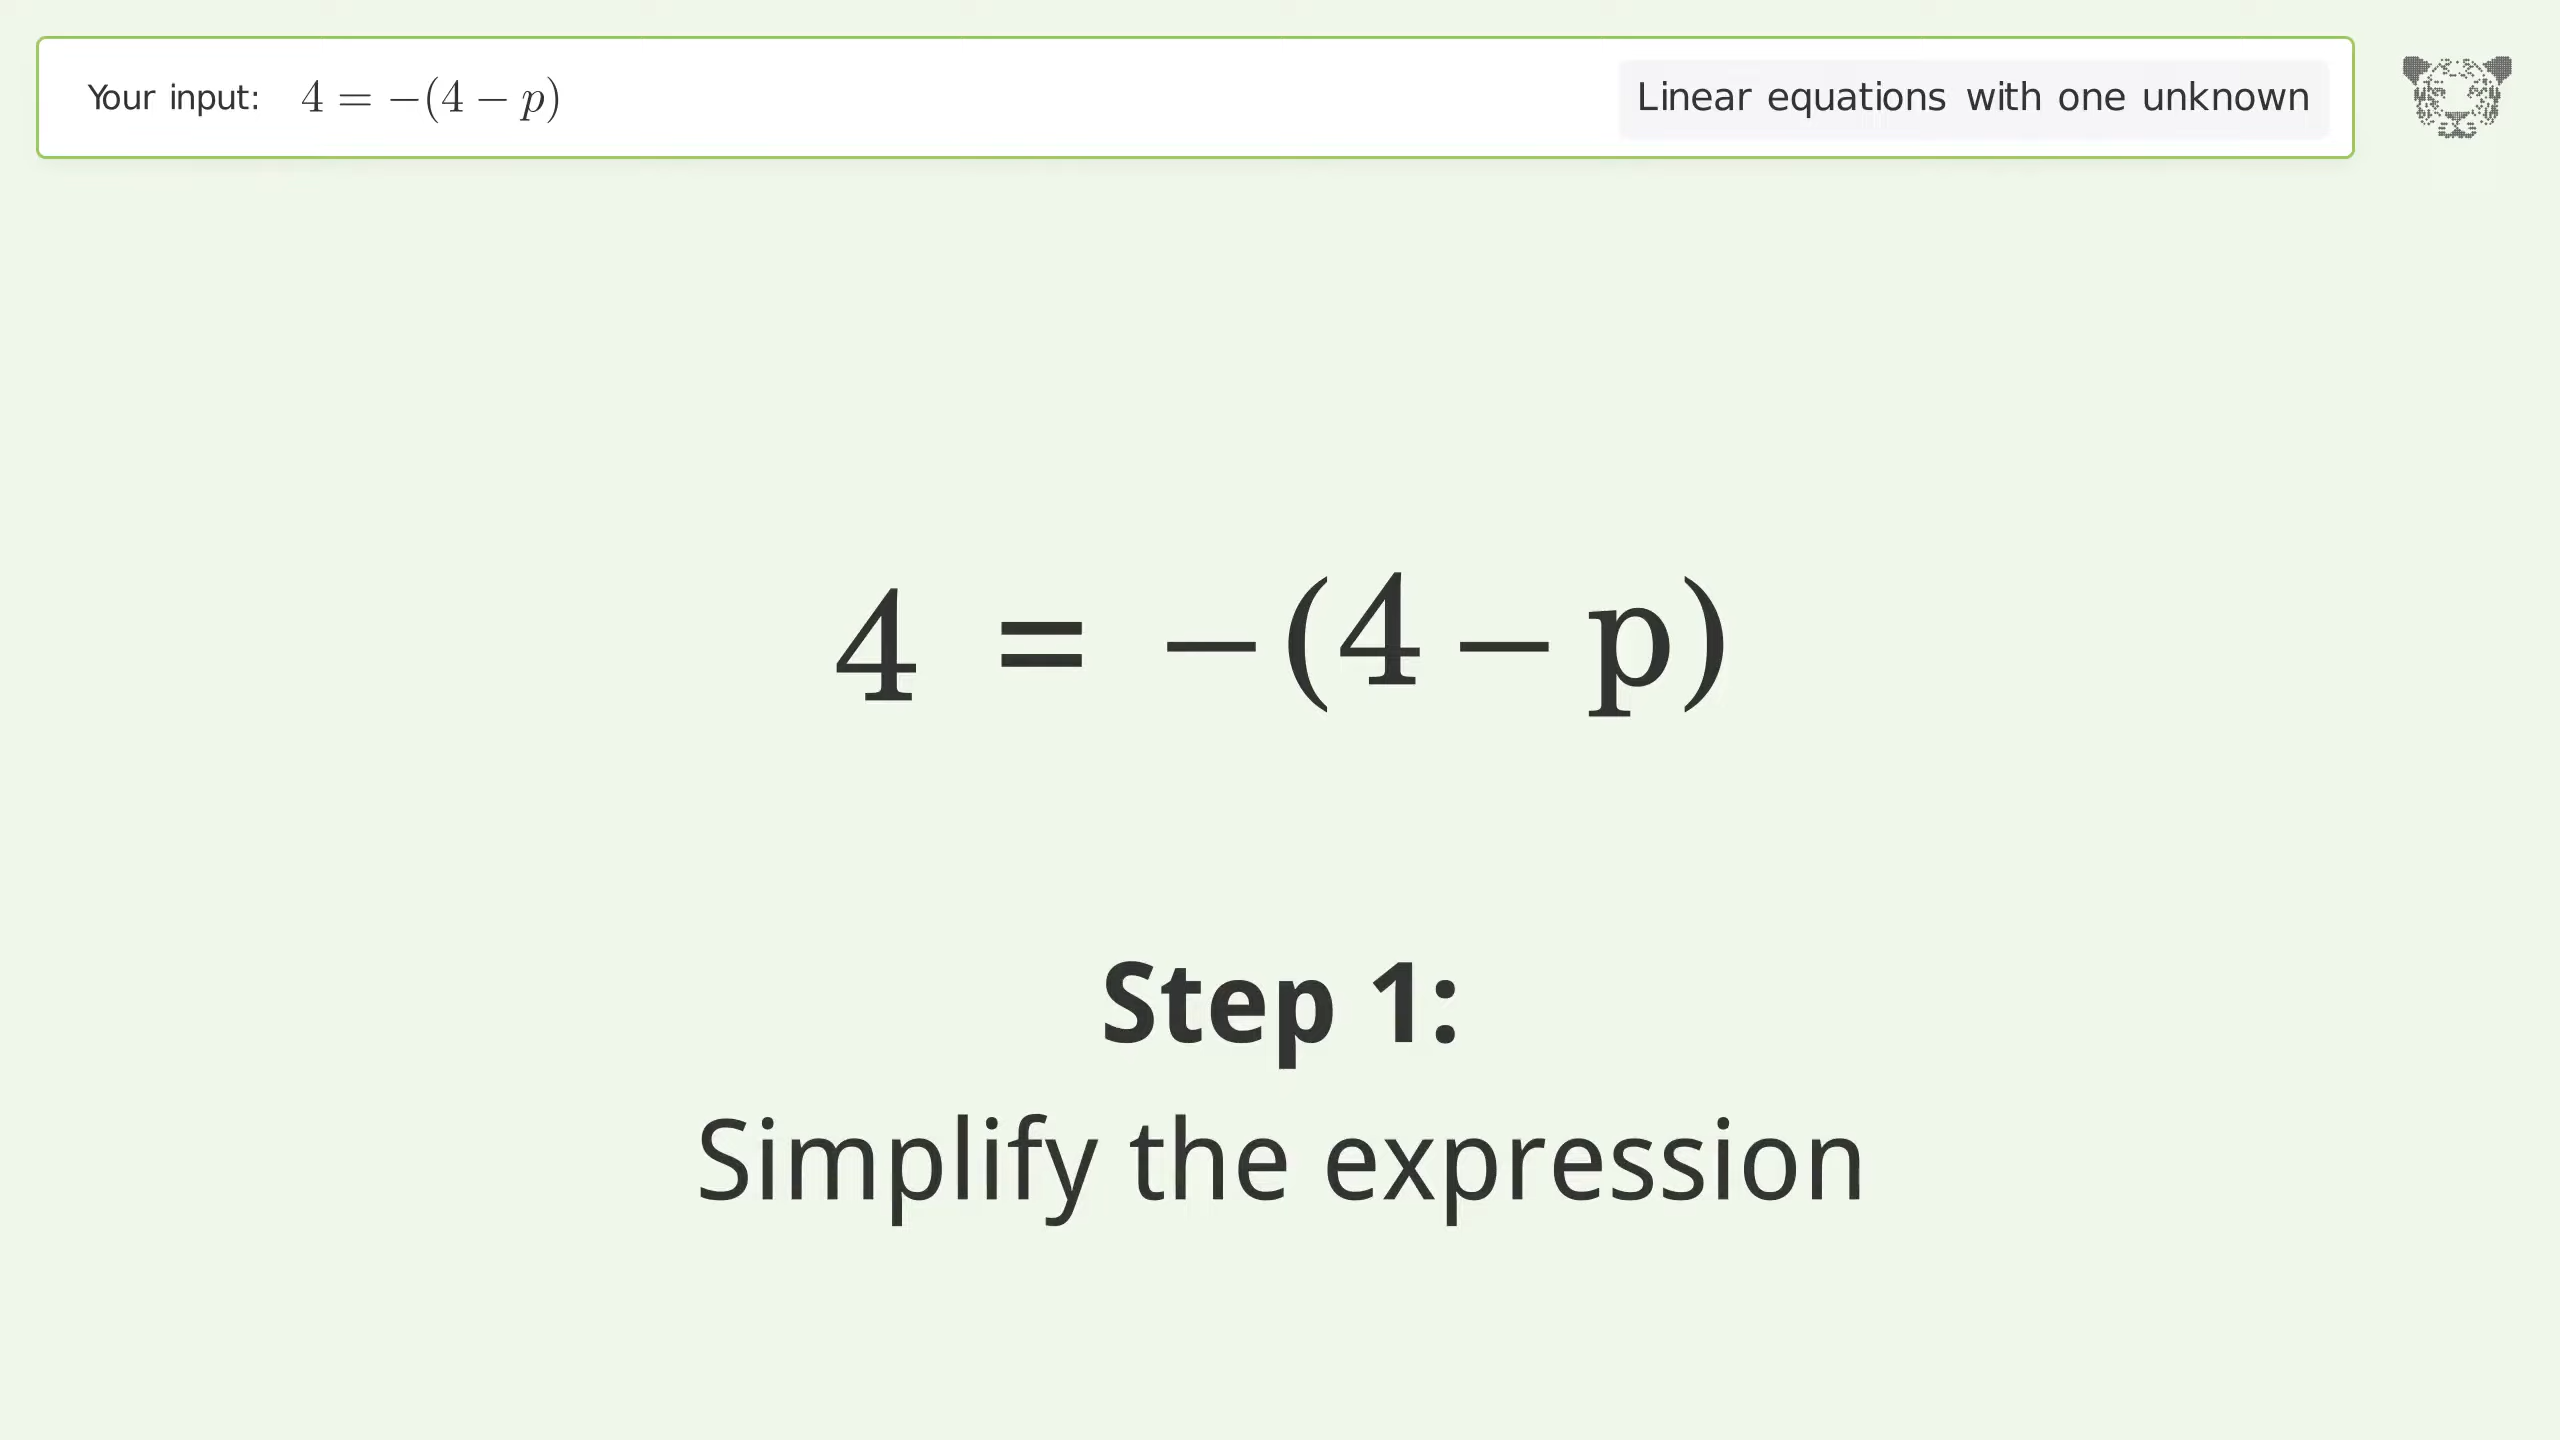 Your input: 4 = −(4 − p)
Linear equations with one unknown
4 = −(4 − p)
Step 1:
Simplify the expression